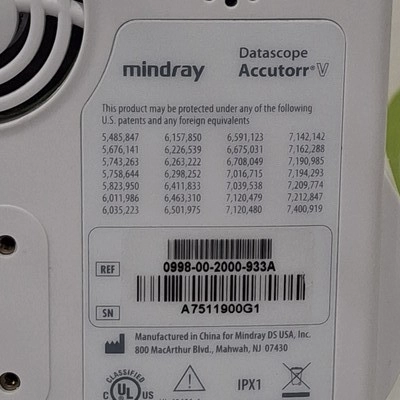 mindray
Datascope
Accutorr® V
This product may be protected under any of the following
U.S. patents and any foreign equivalents
5,485,847 6,157,850 6,591,123 7,142,142
5,676,141 6,226,539 6,675,031 7,162,288
5,743,263 6,263,222 6,708,049 7,190,985
5,758,644 6,298,252 7,016,715 7,194,293
5,823,950 6,411,833 7,039,538 7,209,774
6,011,986 6,463,310 7,120,479 7,212,847
6,035,223 6,501,975 7,120,480 7,400,919
REF
0998-00-2000-933A
SN
A7511900G1
Manufactured in China for Mindray DS USA, Inc.
800 MacArthur Blvd., Mahwah, NJ 07430
CLASSIFIED
C UL US
IPX1